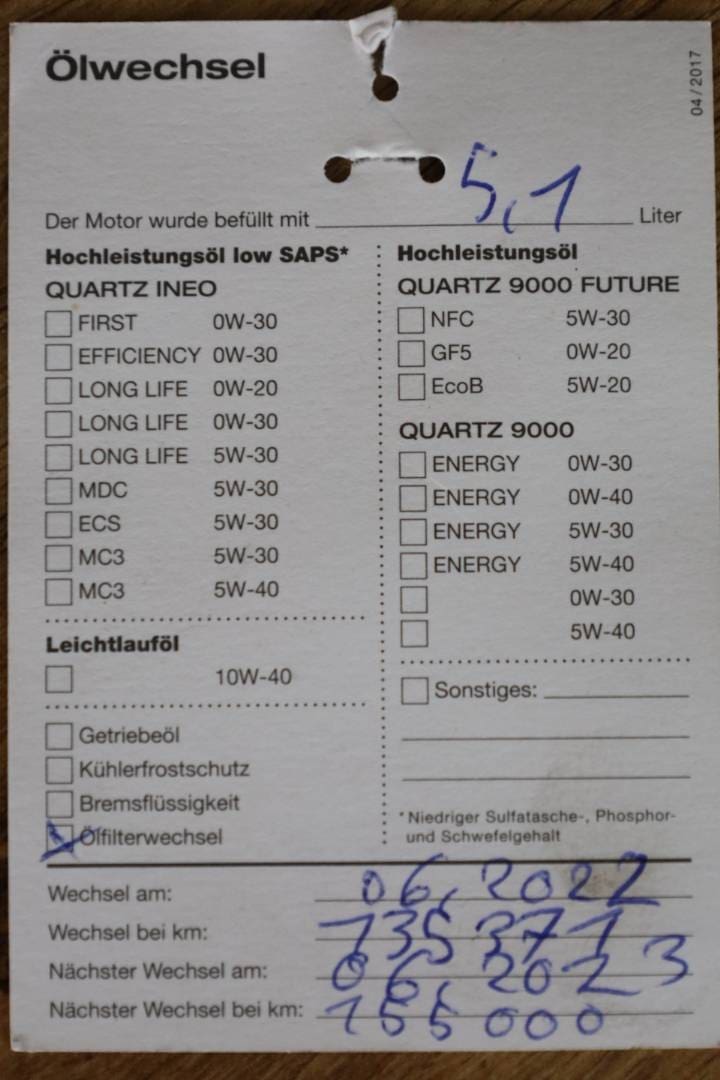 Ölwechsel
04/2017
Der Motor wurde befüllt mit 5,1 Liter
Hochleistungsöl low SAPS*
QUARTZ INEO
FIRST 0W-30
EFFICIENCY 0W-30
LONG LIFE 0W-20
LONG LIFE 0W-30
LONG LIFE 5W-30
MDC 5W-30
ECS 5W-30
MC3 5W-30
MC3 5W-40
Leichtlauföl
10W-40
Getriebeöl
Kühlerfrostschutz
Bremsflüssigkeit
Ölfilterwechsel
Hochleistungsöl
QUARTZ 9000 FUTURE
NFC 5W-30
GF5 0W-20
EcoB 5W-20
QUARTZ 9000
ENERGY 0W-30
ENERGY 0W-40
ENERGY 5W-30
ENERGY 5W-40
0W-30
5W-40
Sonstiges:
*Niedriger Sulfatasche-, Phosphor-
und Schwefelgehalt
Wechsel am: 06,2022
Wechsel bei km: 135371
Nächster Wechsel am: 06,2023
Nächster Wechsel bei km: 155000